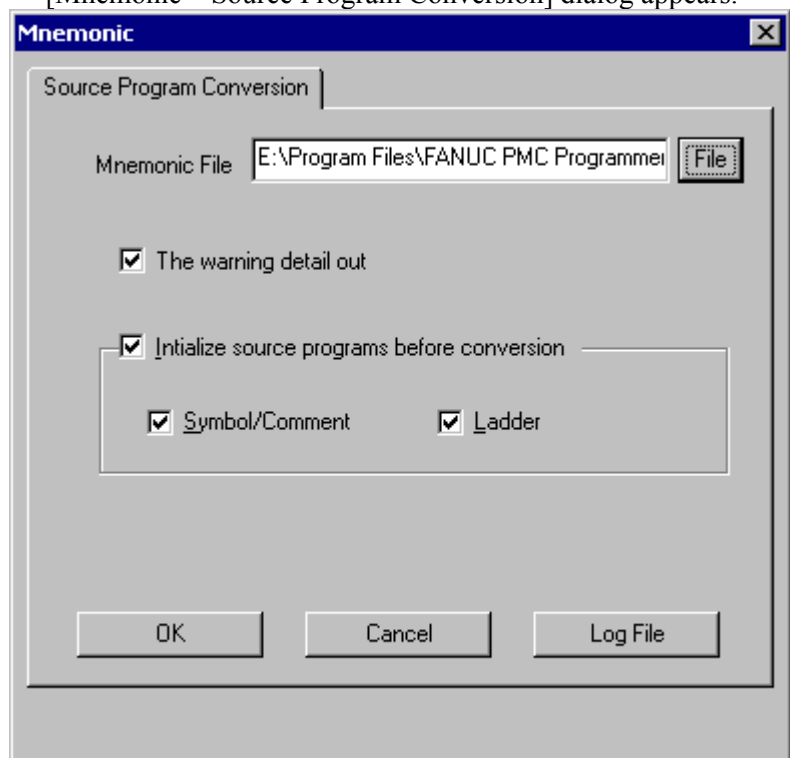 [Mnemonic – Source Program Conversion] dialog appears.
Mnemonic
Source Program Conversion
Mnemonic File E:\Program Files\FANUC PMC Programmer File
The warning detail out
Intialize source programs before conversion
Symbol/Comment Ladder
OK Cancel Log File